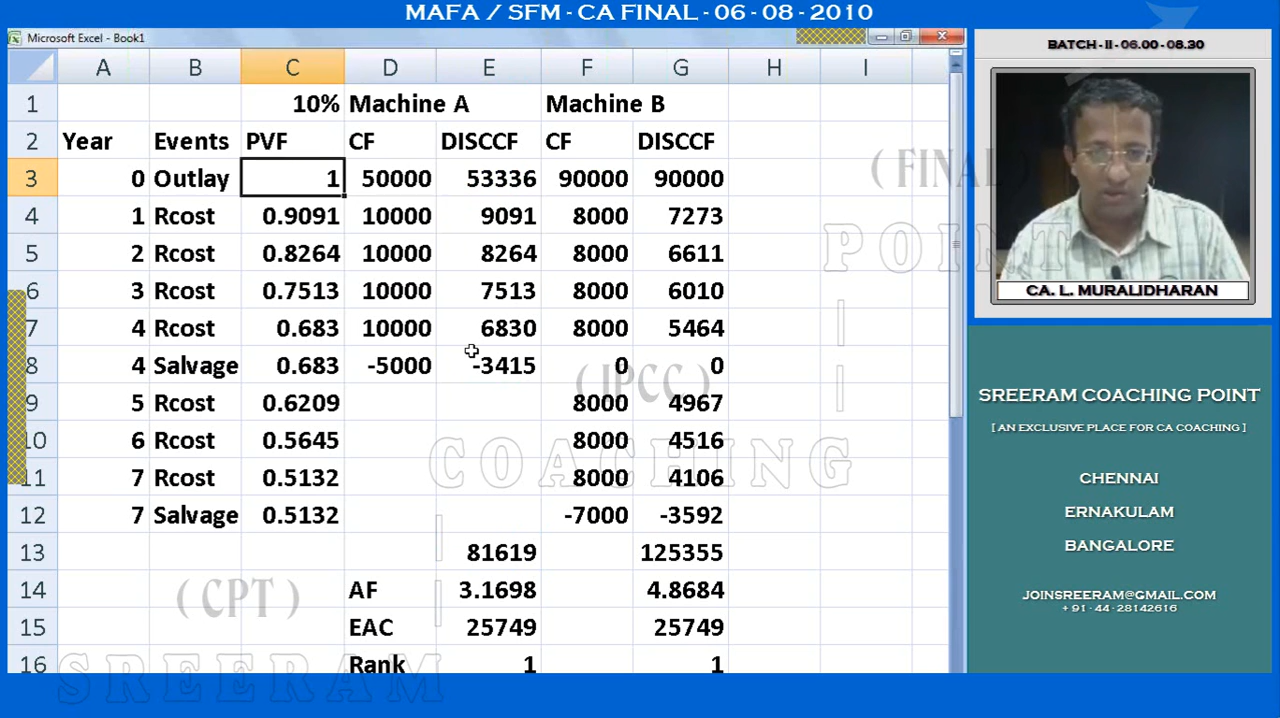 MAFA / SFM - CA FINAL - 06 - 08 - 2010
Microsoft Excel - Book1
A B C D E F G H I
1 10% Machine A Machine B
2 Year Events PVF CF DISCCF CF DISCCF
3 0 Outlay 1 50000 53336 90000 90000
4 1 Rcost 0.9091 10000 9091 8000 7273
5 2 Rcost 0.8264 10000 8264 8000 6611
6 3 Rcost 0.7513 10000 7513 8000 6010
7 4 Rcost 0.683 10000 6830 8000 5464
8 4 Salvage 0.683 -5000 -3415 0 0
9 5 Rcost 0.6209 8000 4967
10 6 Rcost 0.5645 8000 4516
11 7 Rcost 0.5132 8000 4106
12 7 Salvage 0.5132 -7000 -3592
13 81619 125355
14 AF 3.1698 4.8684
15 EAC 25749 25749
16 Rank 1 1
( FINAL )
POINT
( IPCC )
COACHING
( CPT )
SREERAM
BATCH - II - 06.00 - 08.30
CA. L. MURALIDHARAN
SREERAM COACHING POINT
[ AN EXCLUSIVE PLACE FOR CA COACHING ]
CHENNAI
ERNAKULAM
BANGALORE
JOINSREERAM@GMAIL.COM
+ 91 - 44 - 28142616